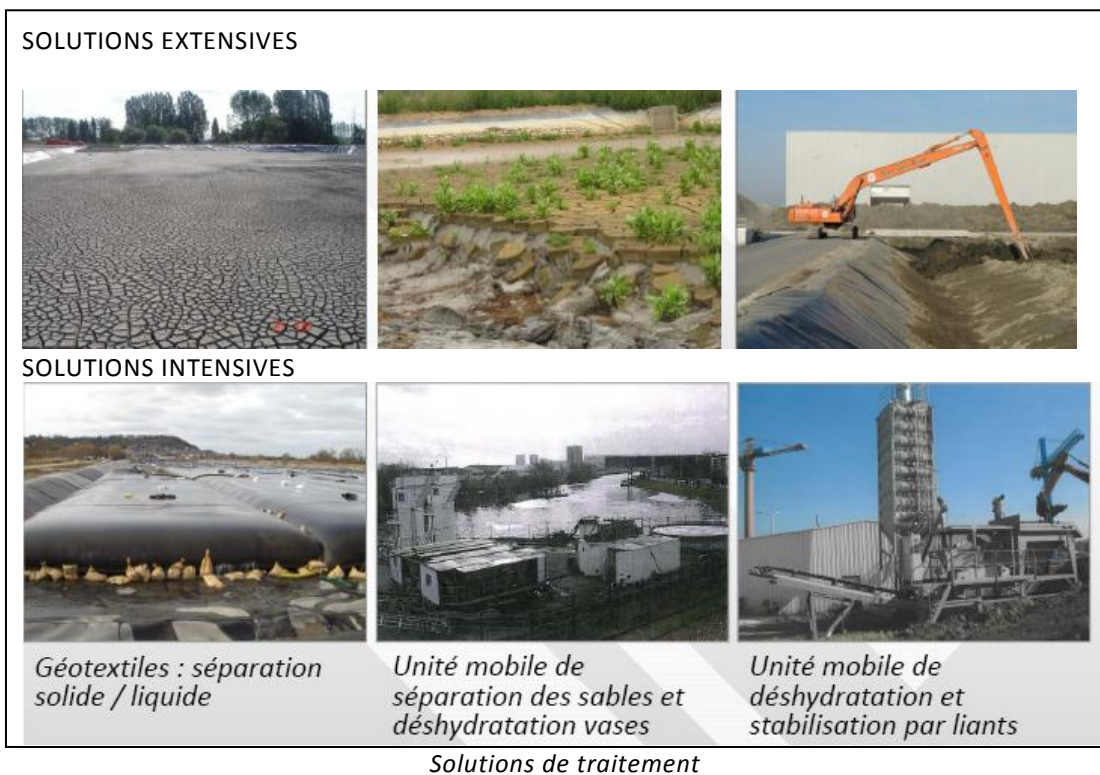 SOLUTIONS EXTENSIVES
SOLUTIONS INTENSIVES
Géotextiles : séparation
solide / liquide
Unité mobile de
séparation des sables et
déshydratation vases
Unité mobile de
déshydratation et
stabilisation par liants
Solutions de traitement